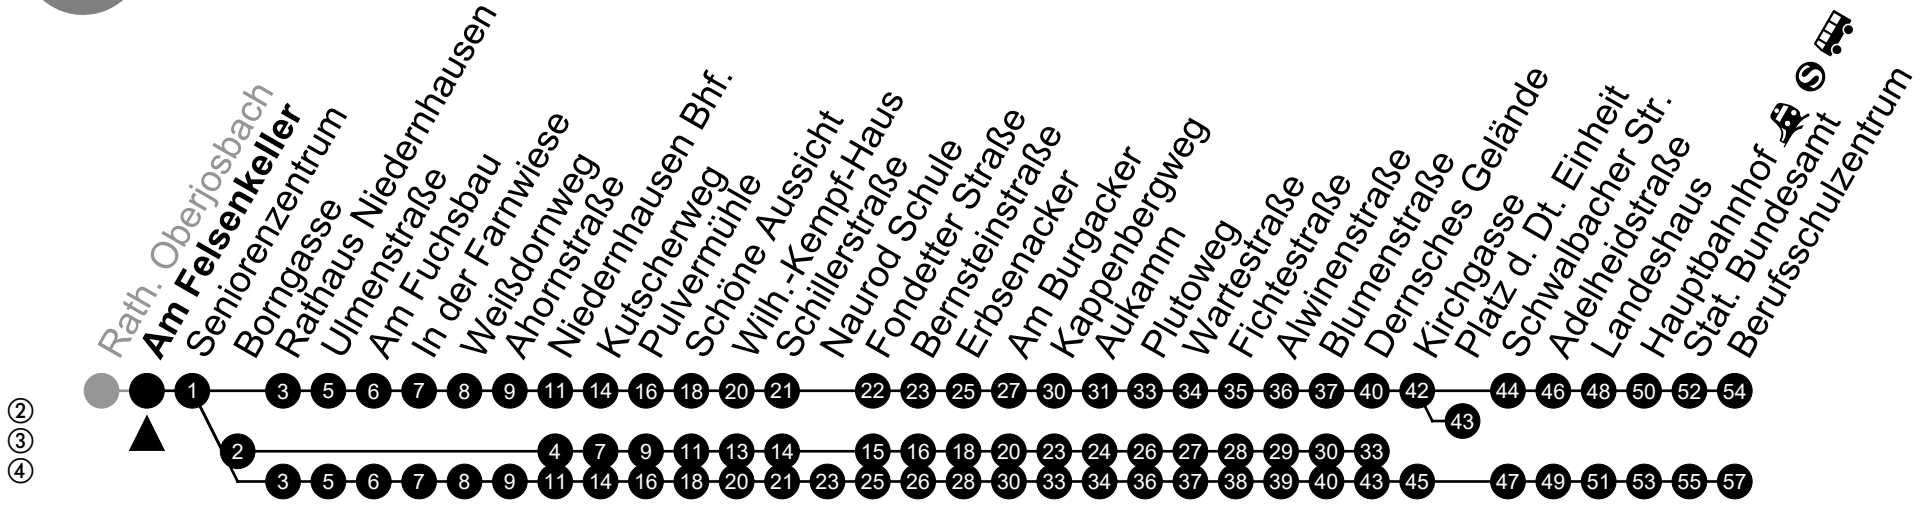 Rath. Oberjosbach
Am Felsenkeller
Seniorenzentrum
Borngasse
Rathaus Niedernhausen
Ulmenstraße
Am Fuchsbau
In der Farnwiese
Weißdornweg
Ahornstraße
Niedernhausen Bhf.
Kutscherweg
Pulvermühle
Schöne Aussicht
Wilh.-Kempf-Haus
Schillerstraße
Naurod Schule
Fondetter Straße
Bernsteinstraße
Erbsenacker
Am Burgacker
Kappenbergweg
Aukamm
Plutoweg
Wartestraße
Fichtestraße
Alwinenstraße
Blumenstraße
Dernsches Gelände
Kirchgasse
Platz d. Dt. Einheit
Schwalbacher Str.
Adelheidstraße
Landeshaus
Hauptbahnhof S
Stat. Bundesamt
Berufsschulzentrum
1 3 5 6 7 8 9 11 14 16 18 20 21 22 23 25 27 30 31 33 34 35 36 37 40 42 44 46 48 50 52 54
② 43
③ 2 4 7 9 11 13 14 15 16 18 20 23 24 26 27 28 29 30 33
④ 3 5 6 7 8 9 11 14 16 18 20 21 23 25 26 28 30 33 34 36 37 38 39 40 43 45 47 49 51 53 55 57